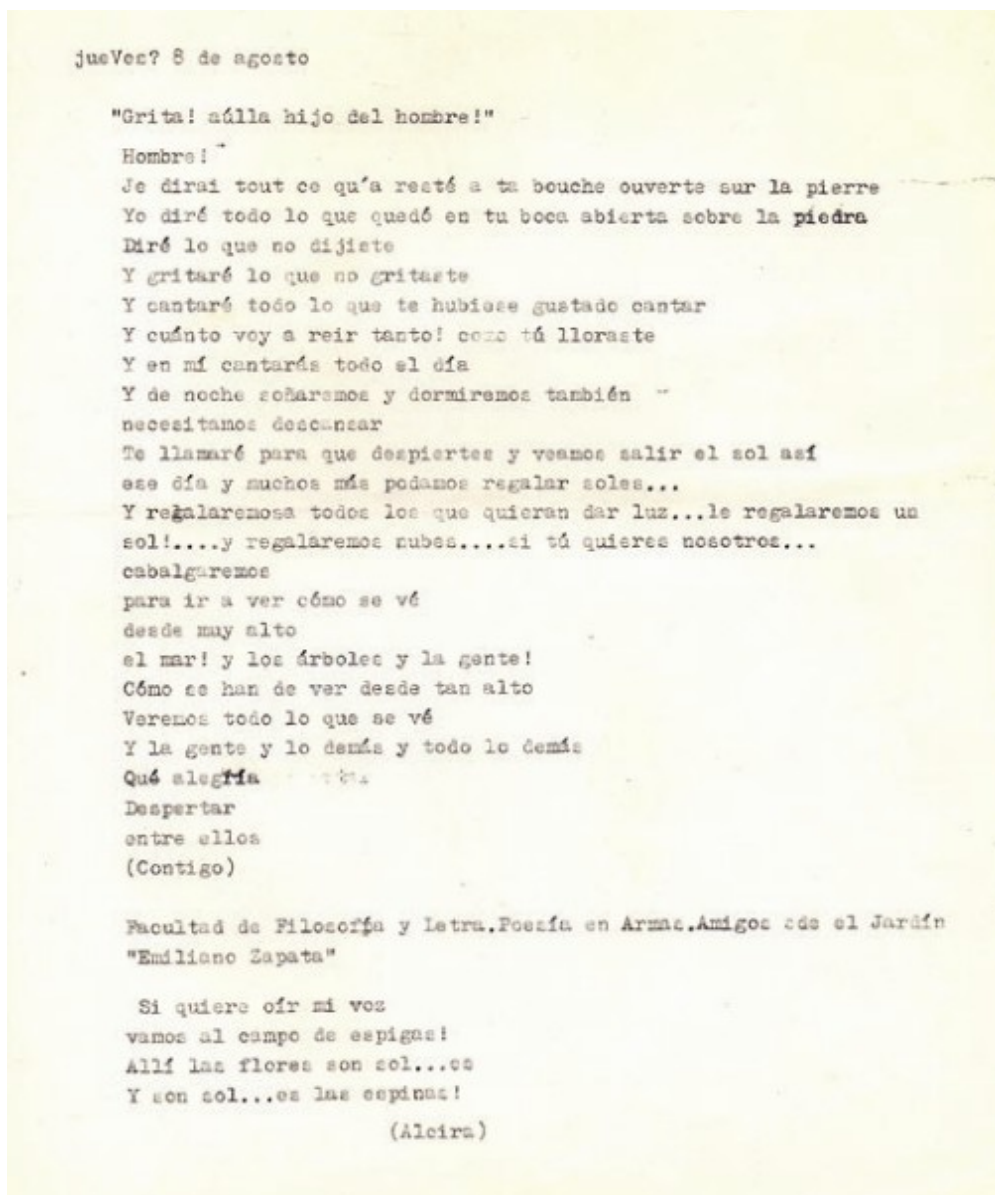 jueVes? 8 de agosto
"Grita! aúlla hijo del hombre!"
Hombre!
Je dirai tout ce qu'a resté a ta bouche ouverte sur la pierre
Yo diré todo lo que quedó en tu boca abierta sobre la piedra
Diré lo que no dijiste
Y gritaré lo que no gritaste
Y cantaré todo lo que te hubiese gustado cantar
Y cuánto voy a reir tanto! como tú lloraste
Y en mí cantarás todo el día
Y de noche soñaremos y dormiremos también
necesitamos descansar
Te llamaré para que despiertes y veamos salir el sol así
ese día y muchos más podamos regalar soles...
Y regalaremosa todos los que quieran dar luz...le regalaremos un
sol!....y regalaremos nubes....si tú quieres nosotros...
cabalgaremos
para ir a ver cómo se vé
desde muy alto
el mar! y los árboles y la gente!
Cómo se han de ver desde tan alto
Veremos todo lo que se vé
Y la gente y lo demás y todo lo demás
Qué alegría
Despertar
entre ellos
(Contigo)
Facultad de Filosofía y Letra.Poesía en Armas.Amigos sde el Jardín
"Emiliano Zapata"
Si quiere oír mi voz
vamos al campo de espigas!
Allí las flores son sol...es
Y son sol...es las espinas!
(Alcira)